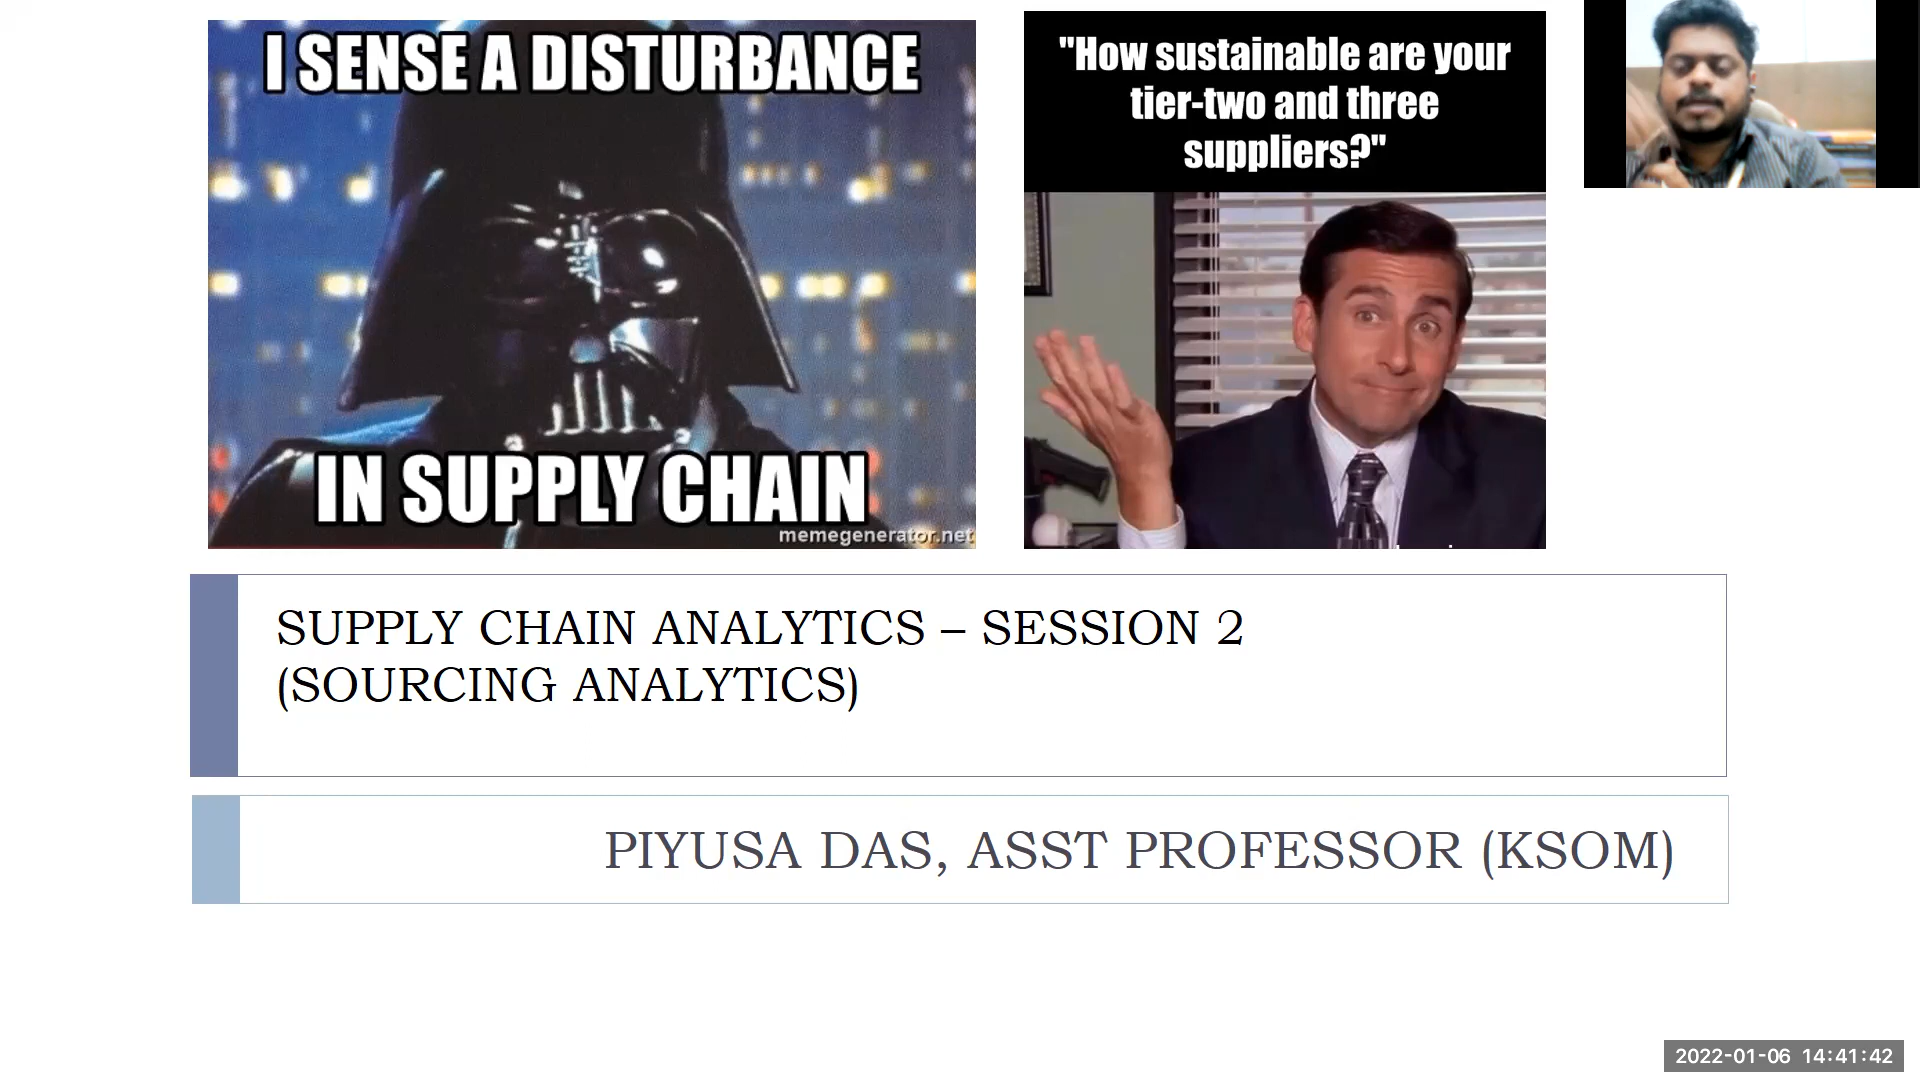 I SENSE A DISTURBANCE
IN SUPPLY CHAIN
memegenerator.net
"How sustainable are your
tier-two and three
suppliers?"
SUPPLY CHAIN ANALYTICS – SESSION 2
(SOURCING ANALYTICS)
PIYUSA DAS, ASST PROFESSOR (KSOM)
2022-01-06 14:41:42